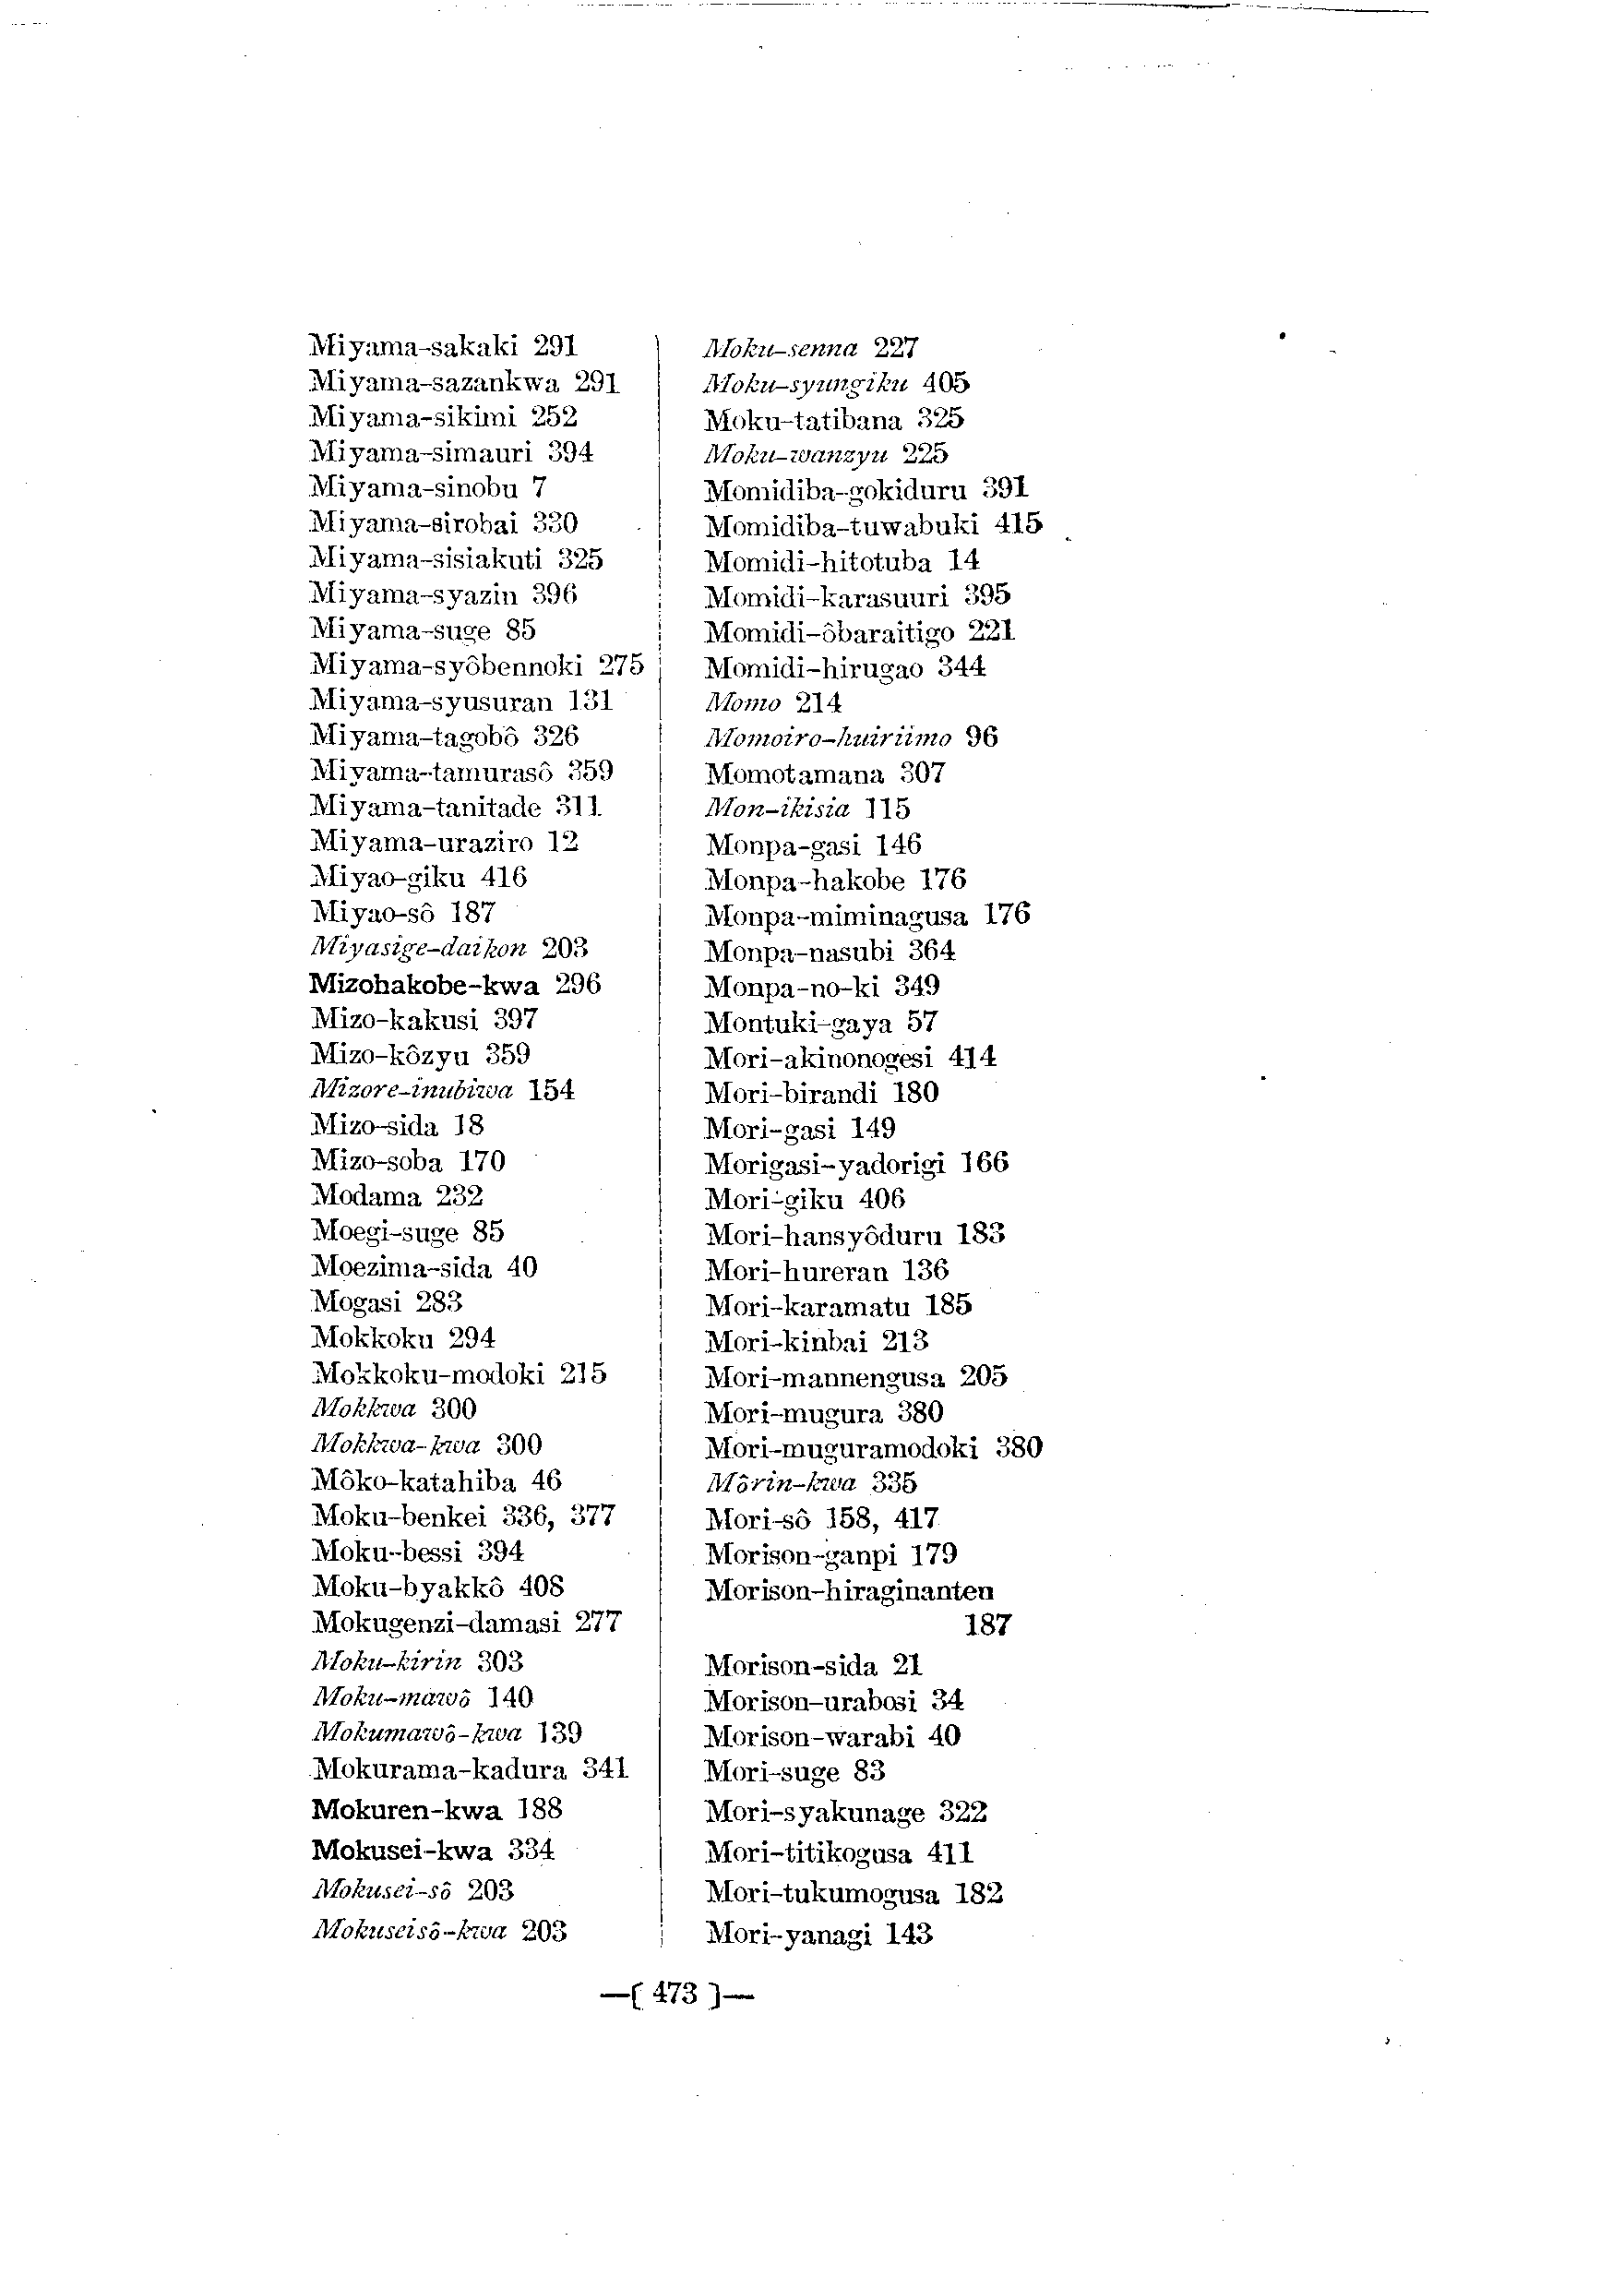 Miyama-sakaki 291
Miyama-sazankwa 291
Miyama-sikimi 252
Miyama-simauri 394
Miyama-sinobu 7
Miyama-sirobai 330
Miyama-sisiakuti 325
Miyama-syazin 396
Miyama-suge 85
Miyama-syôbennoki 275
Miyama-syusuran 131
Miyama-tagobô 326
Miyama-tamurasô 359
Miyama-tanitade 311
Miyama-uraziro 12
Miyao-giku 416
Miyao-sô 187
Miyasige-daikon 203
Mizohakobe-kwa 296
Mizo-kakusi 397
Mizo-kôzyu 359
Mizore-inubiwa 154
Mizo-sida 18
Mizo-soba 170
Modama 232
Moegi-suge 85
Moezima-sida 40
Mogasi 283
Mokkoku 294
Mokkoku-modoki 215
Mokkwa 300
Mokkwa-kwa 300
Môko-katahiba 46
Moku-benkei 336, 377
Moku-bessi 394
Moku-byakkô 408
Mokugenzi-damasi 277
Moku-kirin 303
Moku-mawô 140
Mokumawô-kwa 139
Mokurama-kadura 341
Mokuren-kwa 188
Mokusei-kwa 334
Mokusei-sô 203
Mokuseisô-kwa 203
Moku-senna 227
Moku-syungiku 405
Moku-tatibana 325
Moku-wanzyu 225
Momidiba-gokiduru 391
Momidiba-tuwabuki 415
Momidi-hitotuba 14
Momidi-karasuuri 395
Momidi-ôbaraitigo 221
Momidi-hirugao 344
Momo 214
Momoiro-huiriimo 96
Momotamana 307
Mon-ikisia 115
Monpa-gasi 146
Monpa-hakobe 176
Monpa-miminagusa 176
Monpa-nasubi 364
Monpa-no-ki 349
Montuki-gaya 57
Mori-akinonogesi 414
Mori-birandi 180
Mori-gasi 149
Morigasi-yadorigi 166
Mori-giku 406
Mori-hansyôduru 183
Mori-hureran 136
Mori-karamatu 185
Mori-kinbai 213
Mori-mannengusa 205
Mori-mugura 380
Mori-muguramodoki 380
Môrin-kwa 335
Mori-sô 158, 417
Morison-ganpi 179
Morison-hiraginanten
187
Morison-sida 21
Morison-urabosi 34
Morison-warabi 40
Mori-suge 83
Mori-syakunage 322
Mori-titikogusa 411
Mori-tukumogusa 182
Mori-yanagi 143
—[ 473 ]—